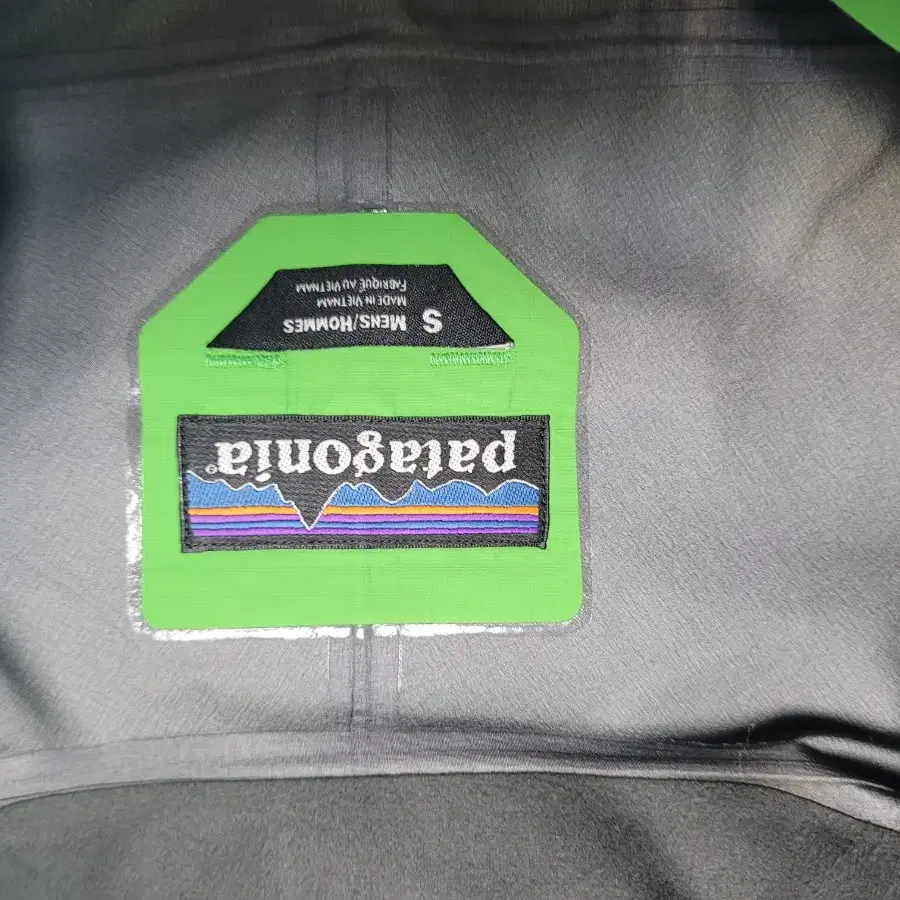 patagonia®
S MENS/HOMMES
MADE IN VIETNAM
FABRIQUÉ AU VIETNAM